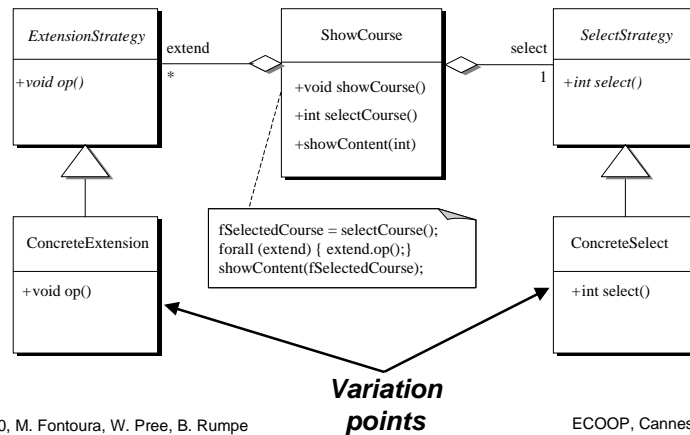 ExtensionStrategy
+void op()
extend
*
ShowCourse
+void showCourse()
+int selectCourse()
+showContent(int)
select
1
SelectStrategy
+int select()
fSelectedCourse = selectCourse();
forall (extend) { extend.op();}
showContent(fSelectedCourse);
ConcreteExtension
+void op()
ConcreteSelect
+int select()
Variation
points
0, M. Fontoura, W. Pree, B. Rumpe
ECOOP, Cannes